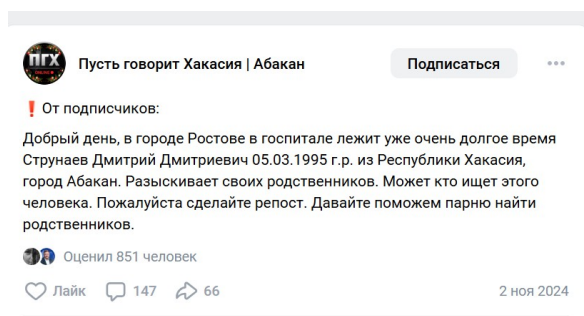 ПГХ
ONLINE
Пусть говорит Хакасия | Абакан
Подписаться
❗ От подписчиков:
Добрый день, в городе Ростове в госпитале лежит уже очень долгое время
Струнаев Дмитрий Дмитриевич 05.03.1995 г.р. из Республики Хакасия,
город Абакан. Разыскивает своих родственников. Может кто ищет этого
человека. Пожалуйста сделайте репост. Давайте поможем парню найти
родственников.
Оценил 851 человек
Лайк 147 66 2 ноя 2024